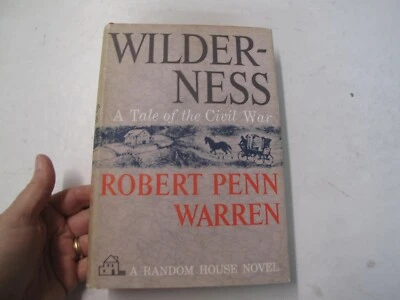 WILDER-
NESS
A Tale of the Civil War
ROBERT PENN
WARREN
A RANDOM HOUSE NOVEL